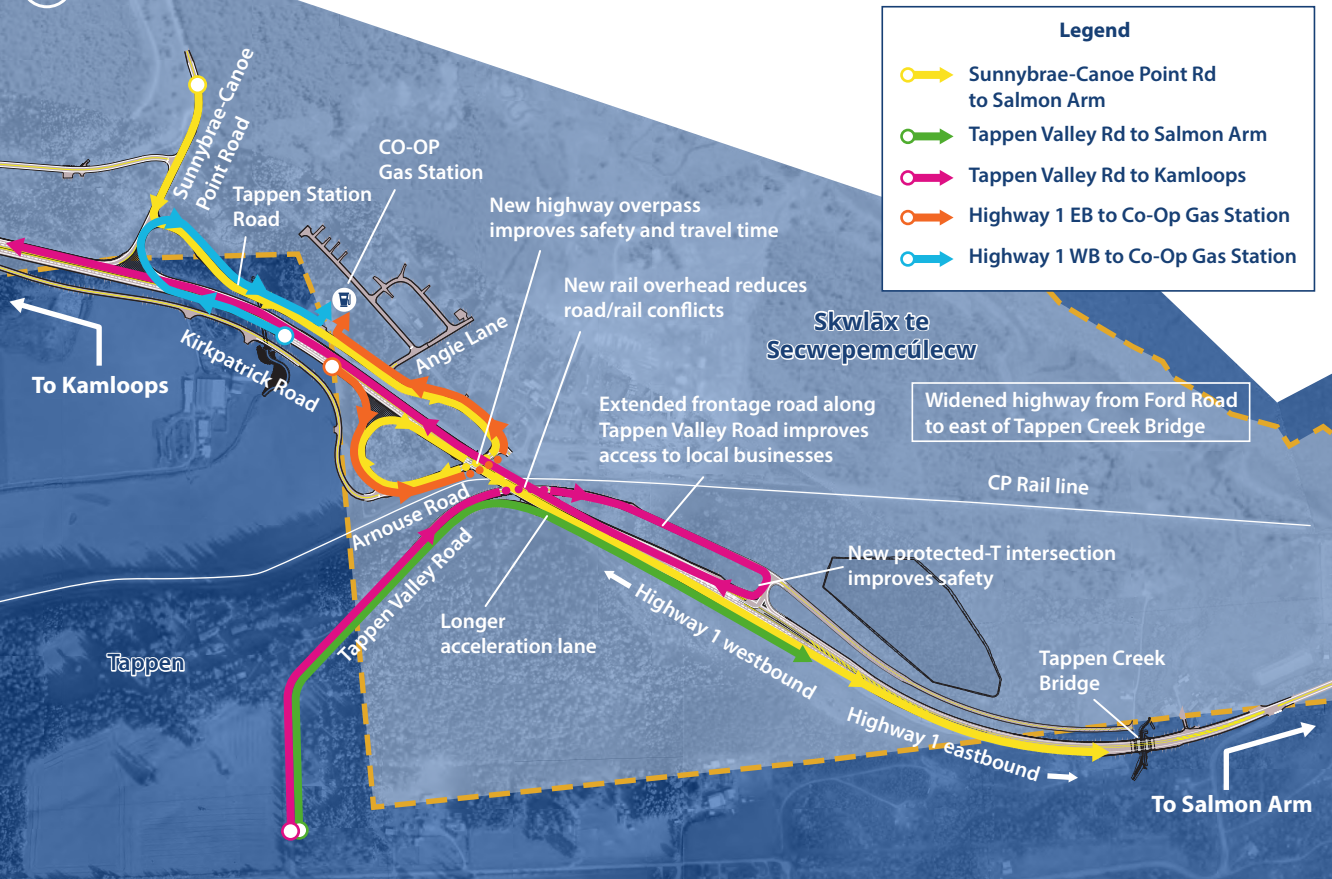 Legend
Sunnybrae-Canoe Point Rd
to Salmon Arm
Tappen Valley Rd to Salmon Arm
Tappen Valley Rd to Kamloops
Highway 1 EB to Co-Op Gas Station
Highway 1 WB to Co-Op Gas Station
Sunnybrae-Canoe
Point Road
CO-OP
Gas Station
Tappen Station
Road
New highway overpass
improves safety and travel time
New rail overhead reduces
road/rail conflicts
Skwlāx te
Secwepemcúlecw
Angie Lane
Kirkpatrick Road
To Kamloops
Extended frontage road along
Tappen Valley Road improves
access to local businesses
Widened highway from Ford Road
to east of Tappen Creek Bridge
CP Rail line
Arnouse Road
Tappen Valley Road
New protected-T intersection
improves safety
Longer
acceleration lane
Highway 1 westbound
Tappen
Tappen Creek
Bridge
Highway 1 eastbound
To Salmon Arm